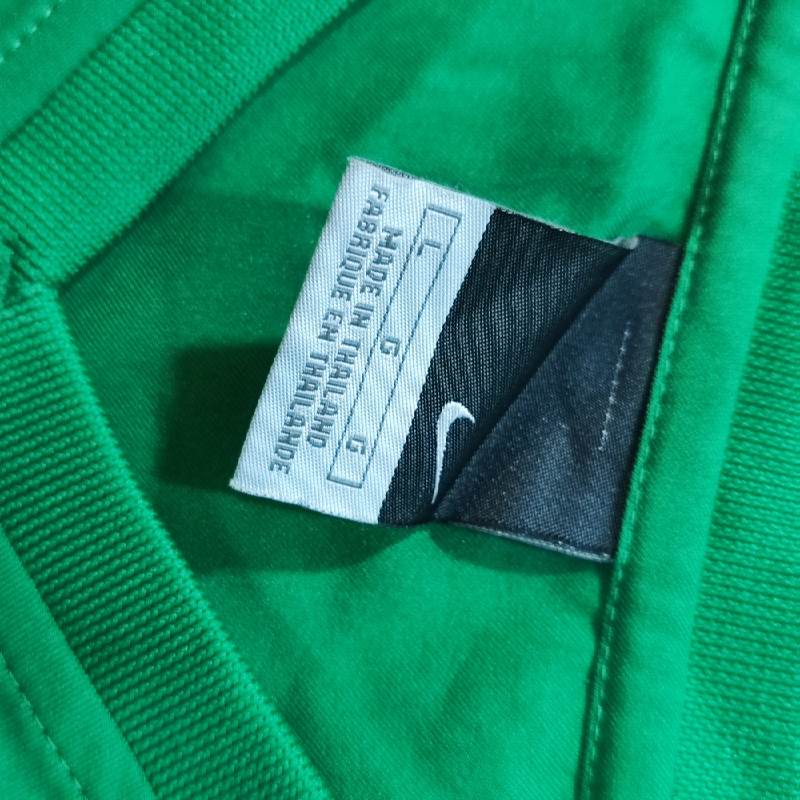 L G G
MADE IN THAILAND
FABRIQUE EN THAILANDE